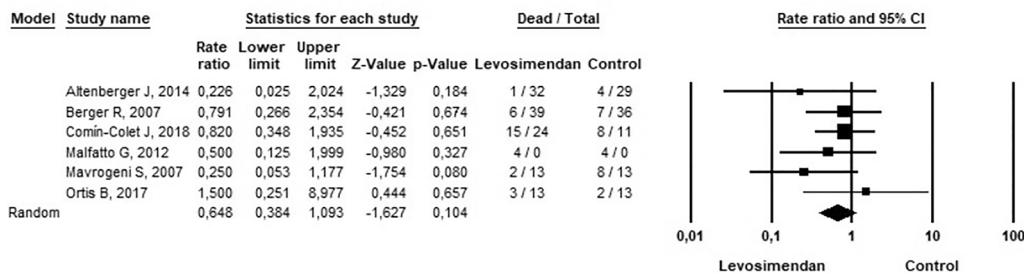 Model Study name Statistics for each study Dead / Total Rate ratio and 95% CI
Rate Lower Upper
ratio limit limit Z-Value p-Value Levosimendan Control
Altenberger J, 2014 0,226 0,025 2,024 -1,329 0,184 1 / 32 4 / 29
Berger R, 2007 0,791 0,266 2,354 -0,421 0,674 6 / 39 7 / 36
Comín-Colet J, 2018 0,820 0,348 1,935 -0,452 0,651 15 / 24 8 / 11
Malfatto G, 2012 0,500 0,125 1,999 -0,980 0,327 4 / 0 4 / 0
Mavrogeni S, 2007 0,250 0,053 1,177 -1,754 0,080 2 / 13 8 / 13
Ortis B, 2017 1,500 0,251 8,977 0,444 0,657 3 / 13 2 / 13
Random 0,648 0,384 1,093 -1,627 0,104
0,01 0,1 1 10 100
Levosimendan Control